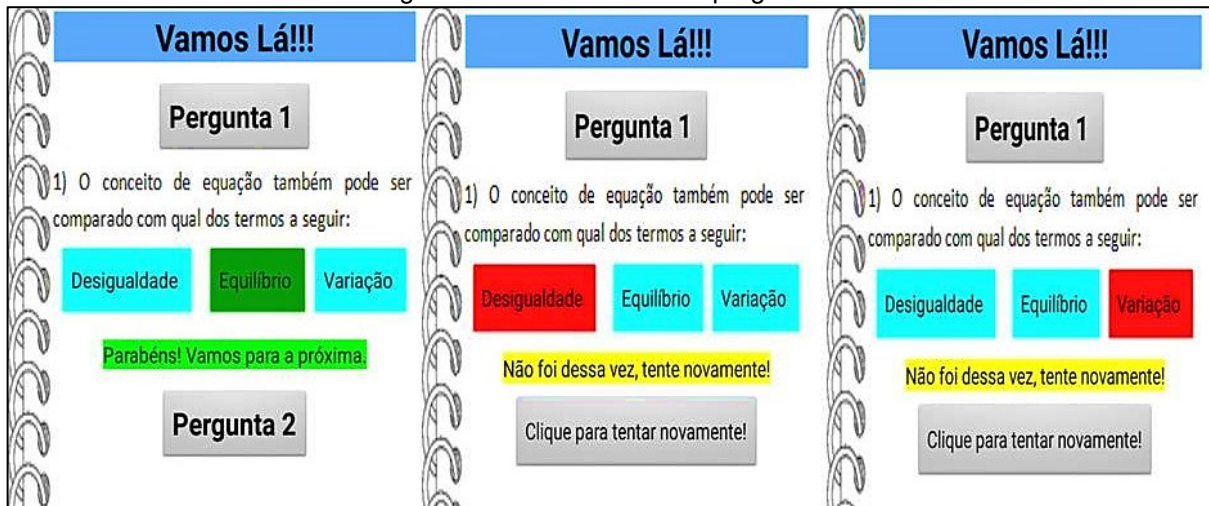 Vamos Lá!!!
Pergunta 1
1) O conceito de equação também pode ser
comparado com qual dos termos a seguir:
Desigualdade Equilíbrio Variação
Parabéns! Vamos para a próxima.
Pergunta 2
Vamos Lá!!!
Pergunta 1
1) O conceito de equação também pode ser
comparado com qual dos termos a seguir:
Desigualdade Equilíbrio Variação
Não foi dessa vez, tente novamente!
Clique para tentar novamente!
Vamos Lá!!!
Pergunta 1
1) O conceito de equação também pode ser
comparado com qual dos termos a seguir:
Desigualdade Equilíbrio Variação
Não foi dessa vez, tente novamente!
Clique para tentar novamente!